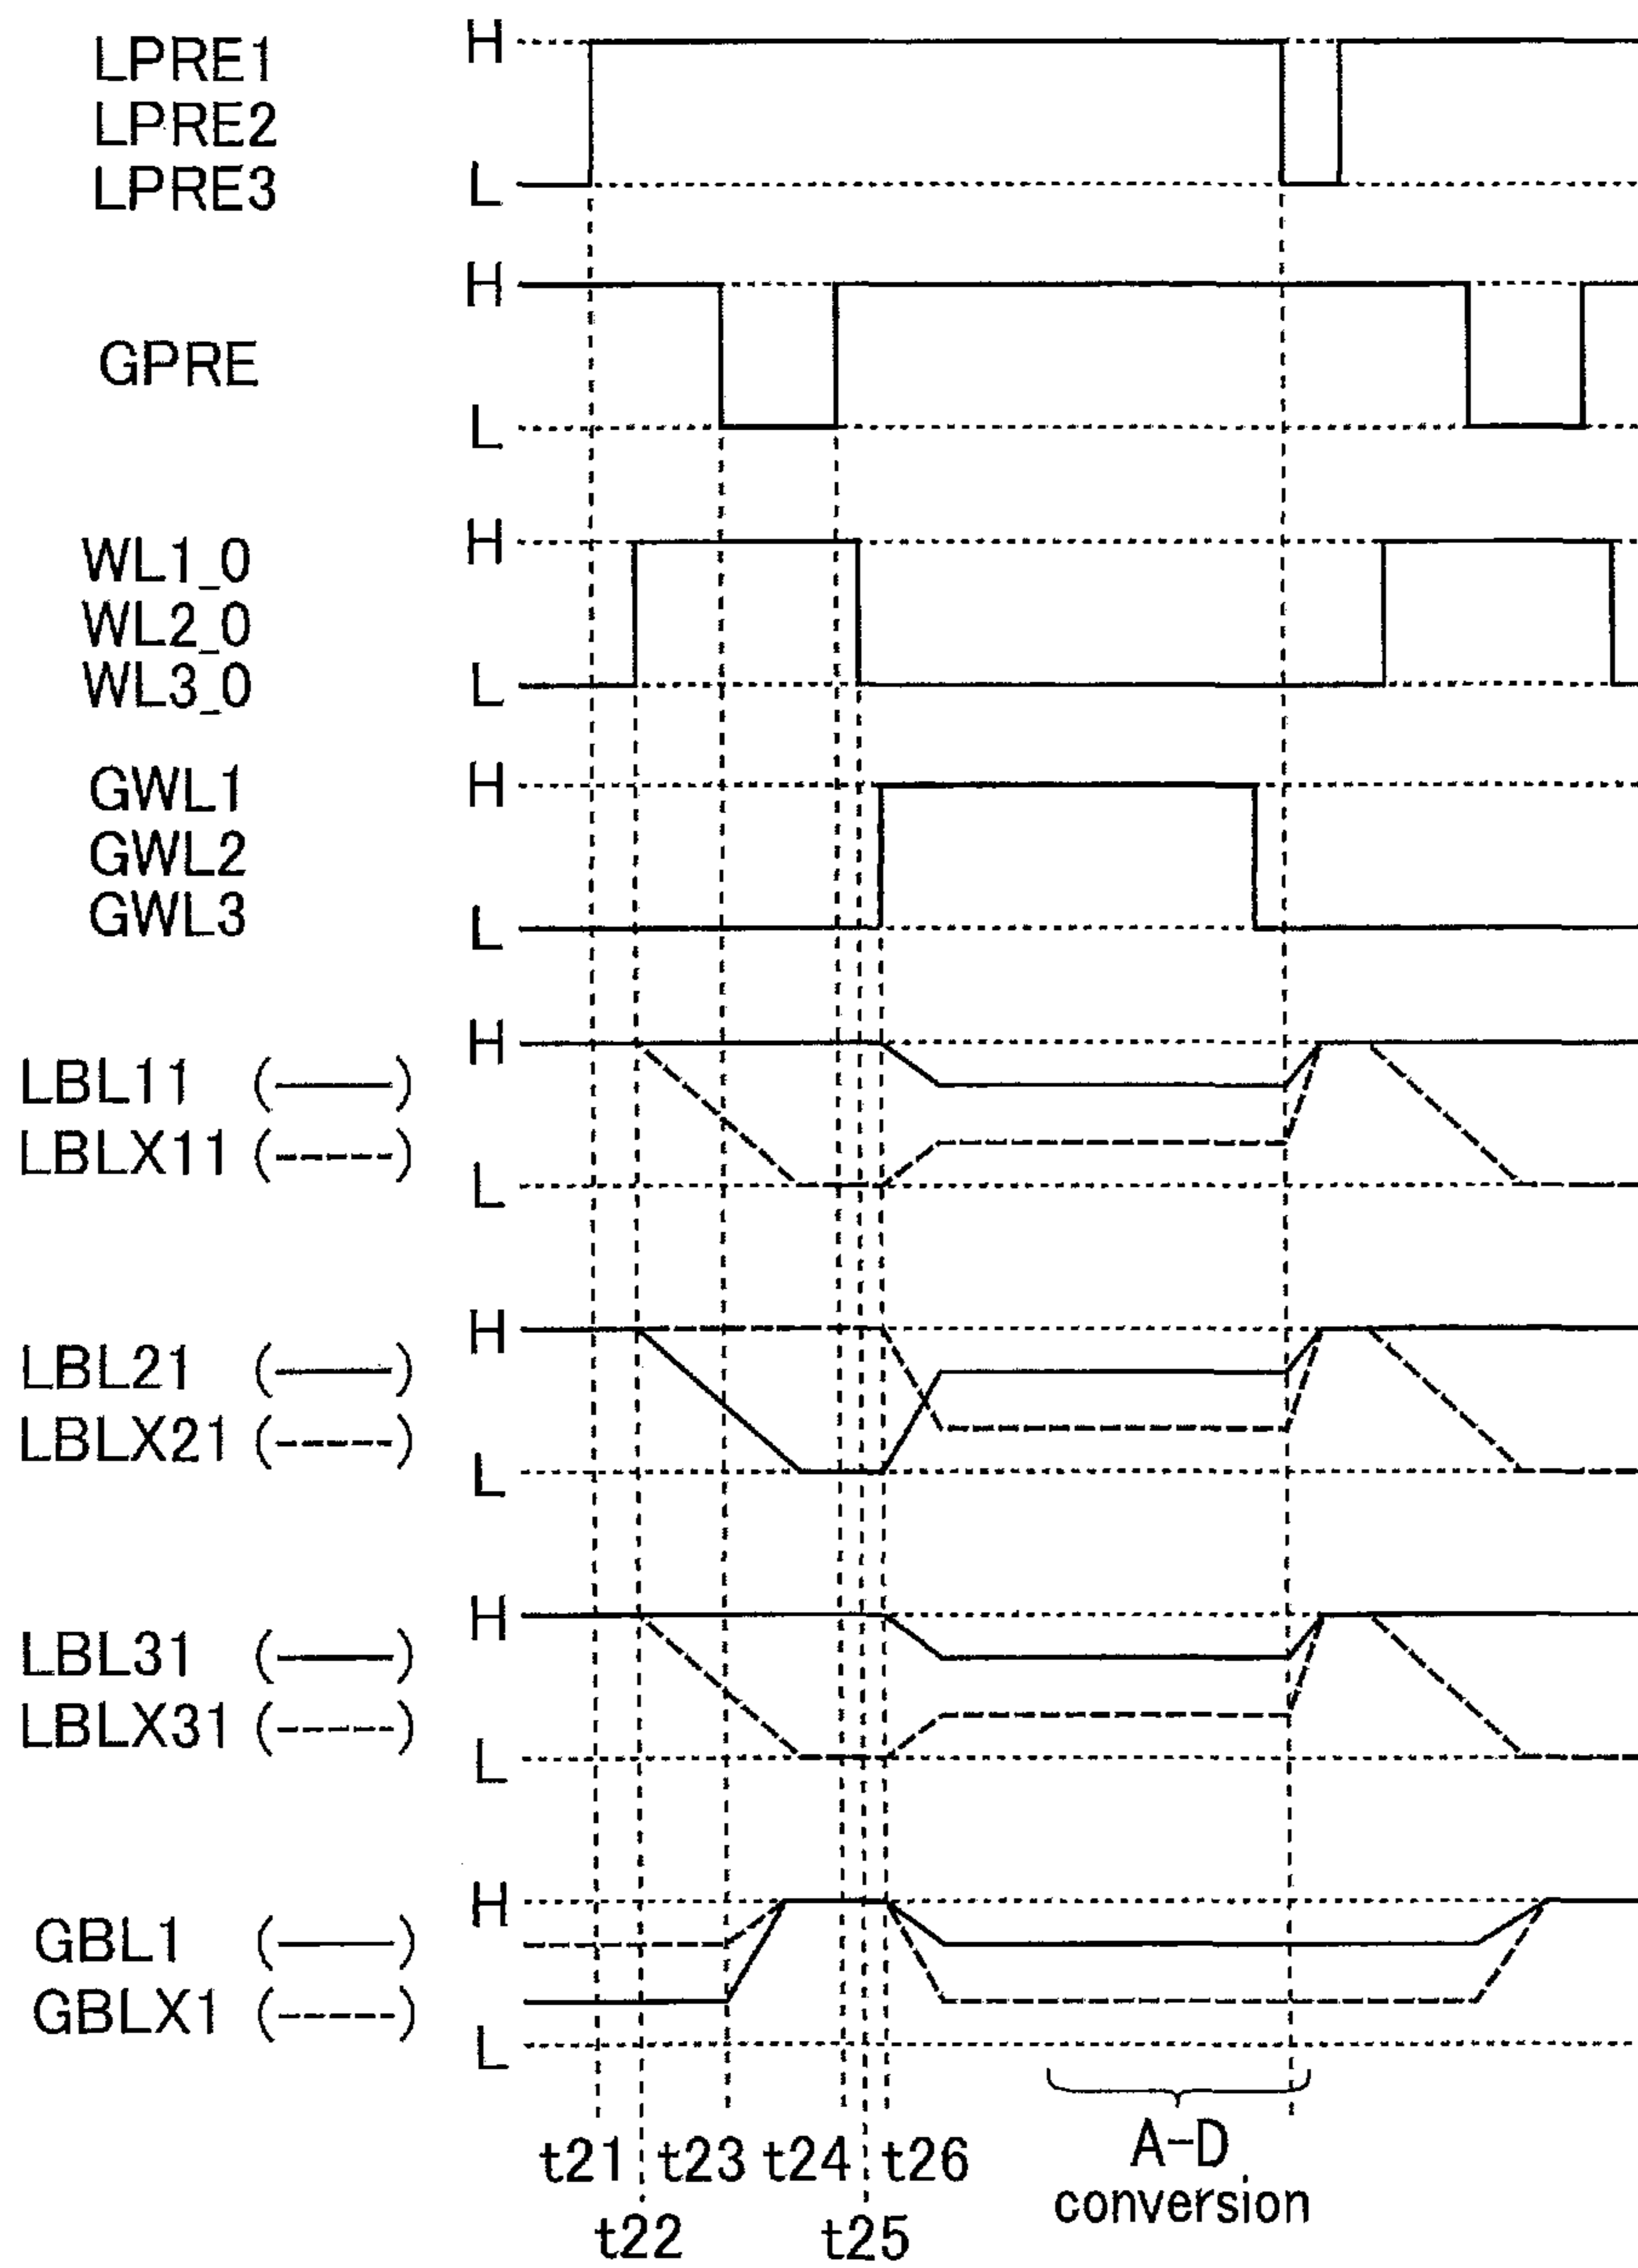 LPRE1
LPRE2
LPRE3
H
L
GPRE
H
L
WL1_0
WL2_0
WL3_0
H
L
GWL1
GWL2
GWL3
H
L
LBL11 ( )
LBLX11 ( )
H
L
LBL21 ( )
LBLX21 ( )
H
L
LBL31 ( )
LBLX31 ( )
H
L
GBL1 ( )
GBLX1 ( )
H
L
t21 t23 t24 t26
t22 t25
A-D
conversion